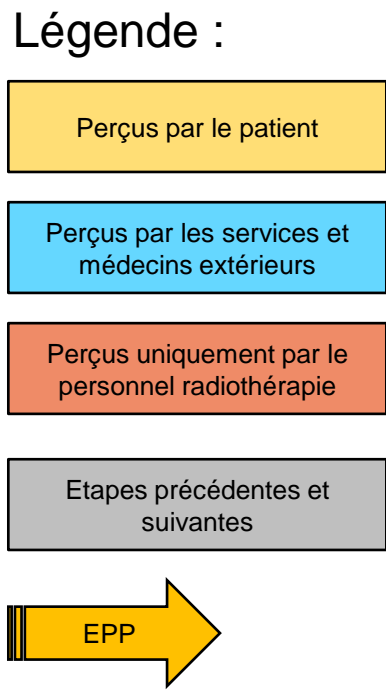 Légende :
Perçus par le patient
Perçus par les services et
médecins extérieurs
Perçus uniquement par le
personnel radiothérapie
Etapes précédentes et
suivantes
EPP